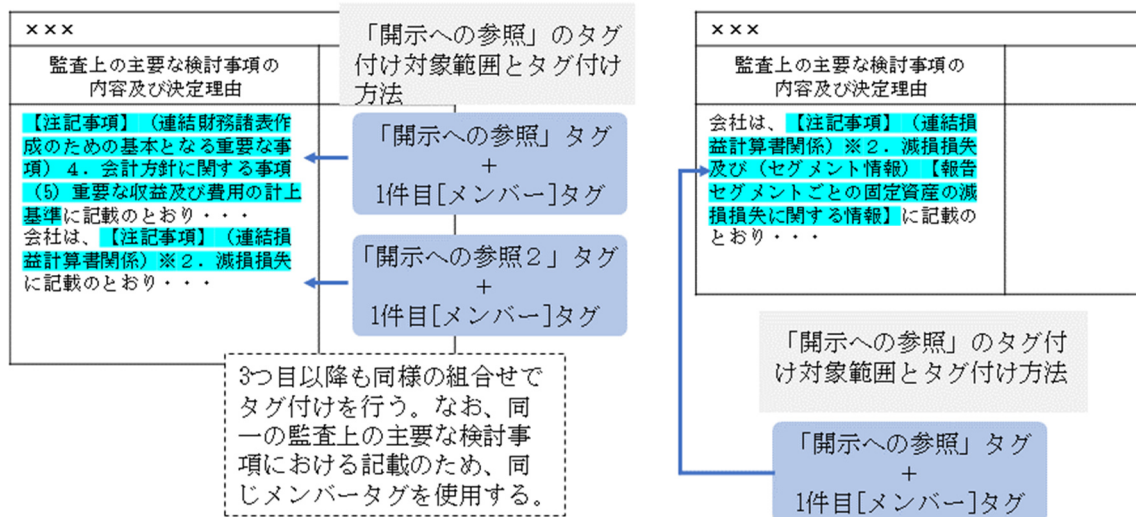 ×××
監査上の主要な検討事項の
内容及び決定理由
【注記事項】（連結財務諸表作
成のための基本となる重要な事
項）４．会計方針に関する事項
（5）重要な収益及び費用の計上
基準に記載のとおり・・・
会社は、【注記事項】（連結損
益計算書関係）※２．減損損失
に記載のとおり・・・
「開示への参照」のタグ
付け対象範囲とタグ付け
方法
「開示への参照」タグ
+
1件目[メンバー]タグ
「開示への参照２」タグ
+
1件目[メンバー]タグ
3つ目以降も同様の組合せで
タグ付けを行う。なお、同
一の監査上の主要な検討事
項における記載のため、同
じメンバータグを使用する。
×××
監査上の主要な検討事項の
内容及び決定理由
会社は、【注記事項】（連結損
益計算書関係）※２．減損損失
及び（セグメント情報）【報告
セグメントごとの固定資産の減
損損失に関する情報】に記載の
とおり・・・
「開示への参照」のタグ付
け対象範囲とタグ付け方法
「開示への参照」タグ
+
1件目[メンバー]タグ